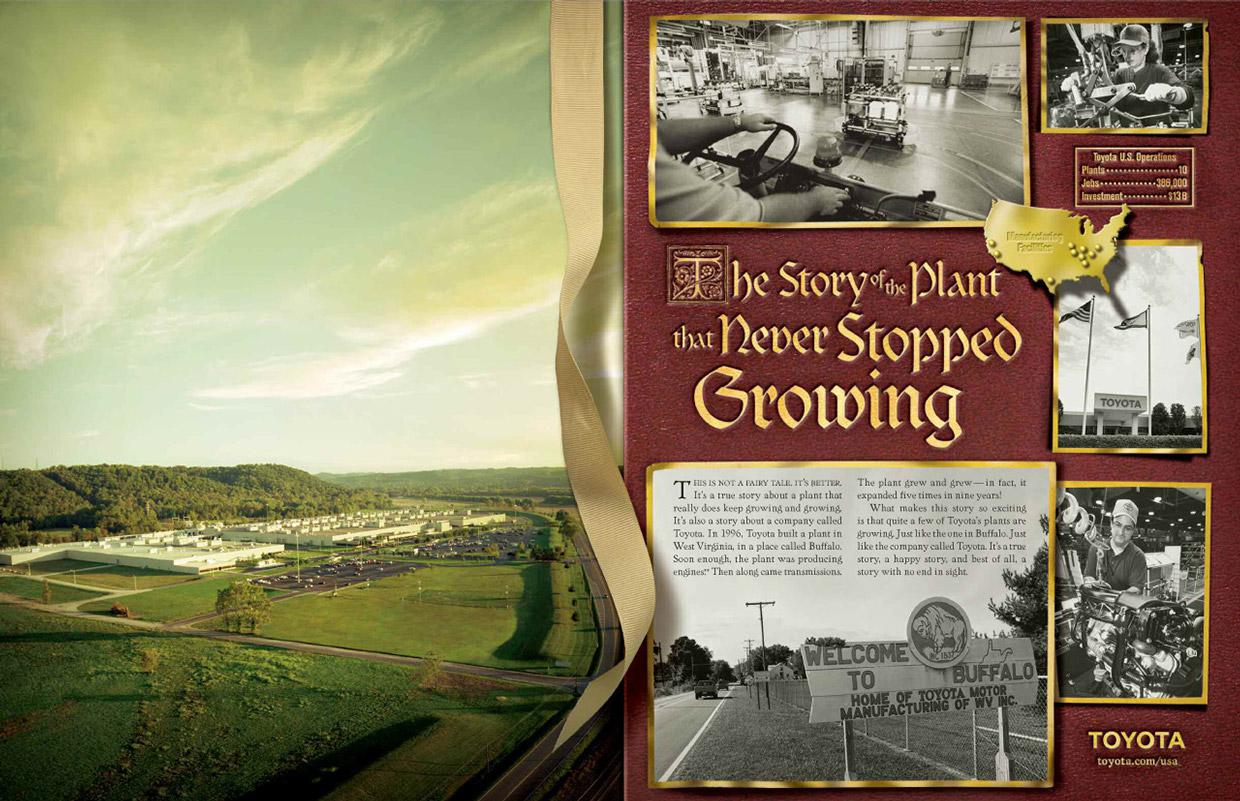 Toyota U.S. Operations
Plants 10
Jobs 386,000
Investment $13B
Manufacturing
Facilities
The Story of the Plant
that Never Stopped
Growing
TOYOTA
THIS IS NOT A FAIRY TALE. IT'S BETTER.
It's a true story about a plant that
really does keep growing and growing.
It's also a story about a company called
Toyota. In 1996, Toyota built a plant in
West Virginia, in a place called Buffalo.
Soon enough, the plant was producing
engines.** Then along came transmissions.
The plant grew and grew—in fact, it
expanded five times in nine years!
What makes this story so exciting
is that quite a few of Toyota's plants are
growing. Just like the one in Buffalo. Just
like the company called Toyota. It's a true
story, a happy story, and best of all, a
story with no end in sight.
WELCOME
TO BUFFALO
INC. 1837
HOME OF TOYOTA MOTOR
MANUFACTURING OF WV INC.
TOYOTA
toyota.com/usa